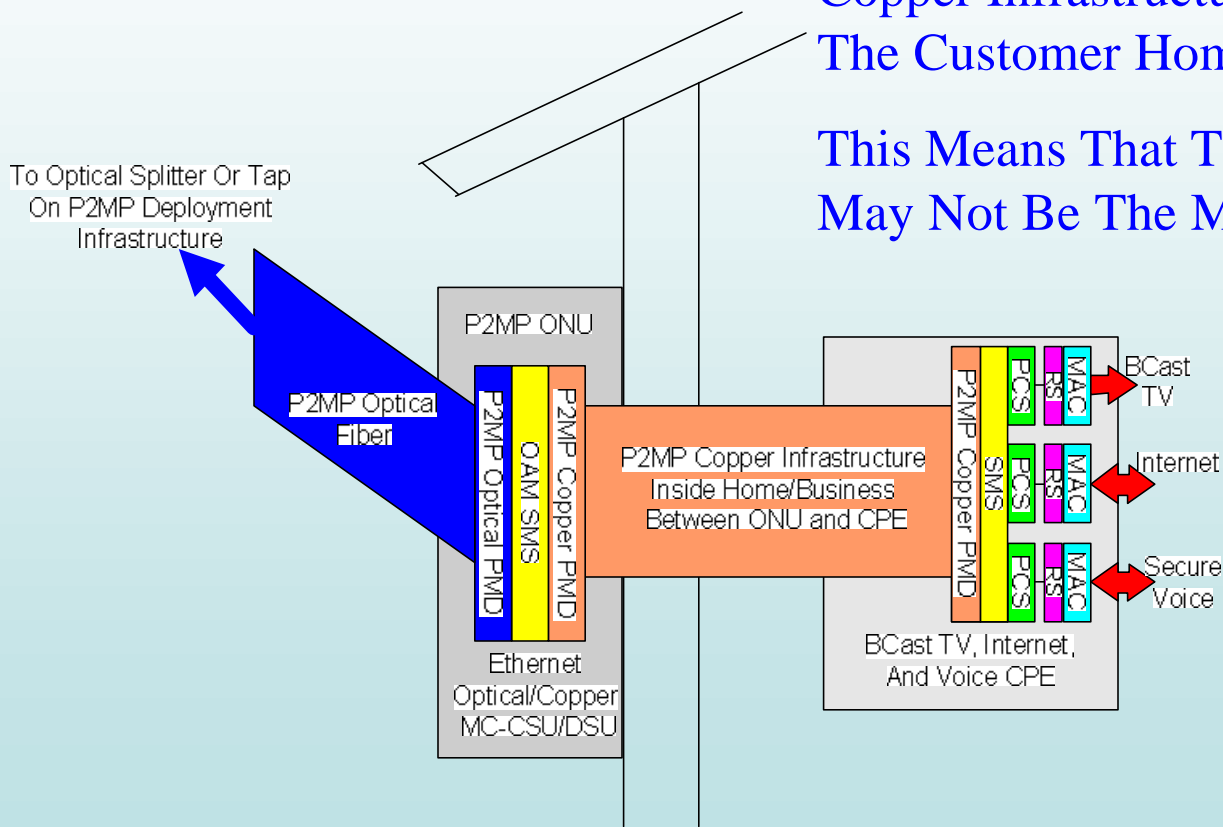 The Customer
This Means That
May Not Be The
To Optical Splitter Or Tap
On P2MP Deployment
Infrastructure
P2MP Optical
Fiber
P2MP ONU
P2MP Optical PMD
OAM SMS
P2MP Copper PMD
Ethernet
Optical/Copper
MC-CSU/DSU
P2MP Copper Infrastructure
Inside Home/Business
Between ONU and CPE
P2MP Copper PMD
SMS
PCS
RS
MAC
BCast
TV
PCS
RS
MAC
Internet
PCS
RS
MAC
Secure
Voice
BCast TV, Internet,
And Voice CPE